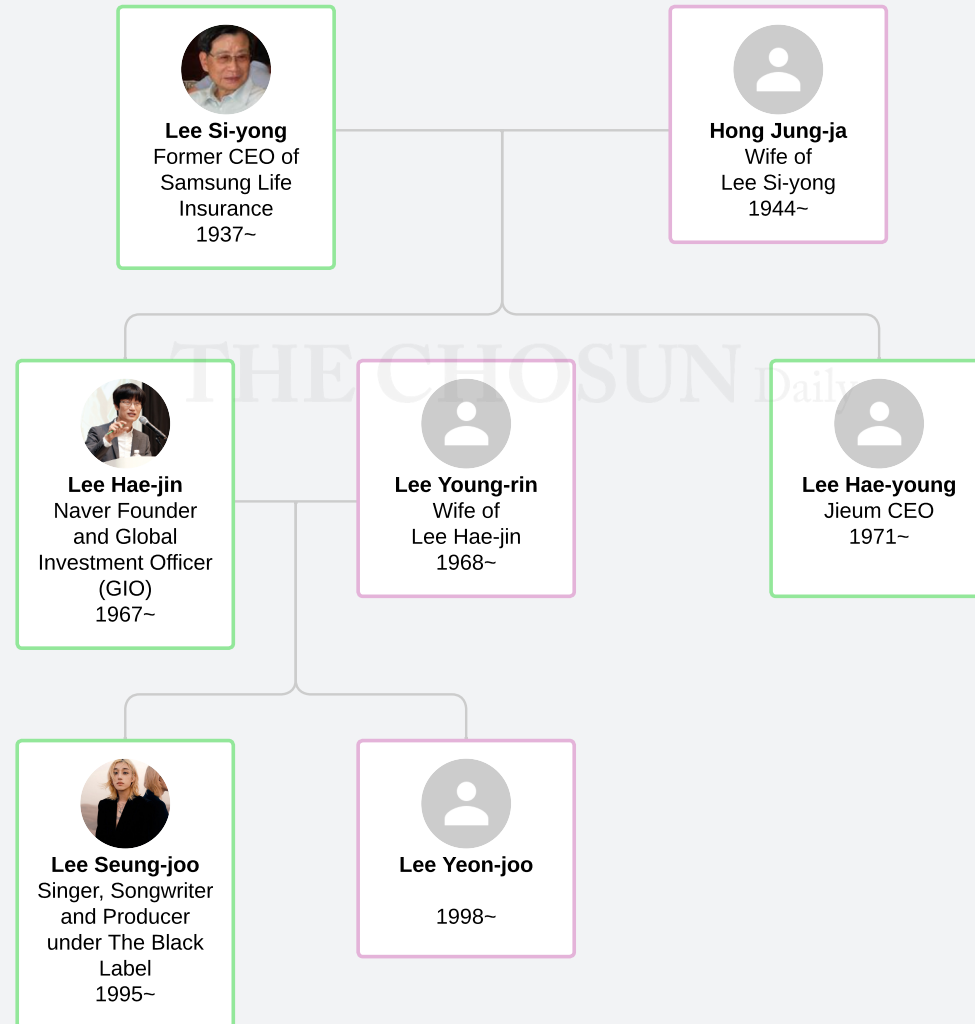 Lee Si-yong
Former CEO of
Samsung Life
Insurance
1937~
Hong Jung-ja
Wife of
Lee Si-yong
1944~
THE CHOSUN Daily
Lee Hae-jin
Naver Founder
and Global
Investment Officer
(GIO)
1967~
Lee Young-rin
Wife of
Lee Hae-jin
1968~
Lee Hae-young
Jieum CEO
1971~
Lee Seung-joo
Singer, Songwriter
and Producer
under The Black
Label
1995~
Lee Yeon-joo
1998~